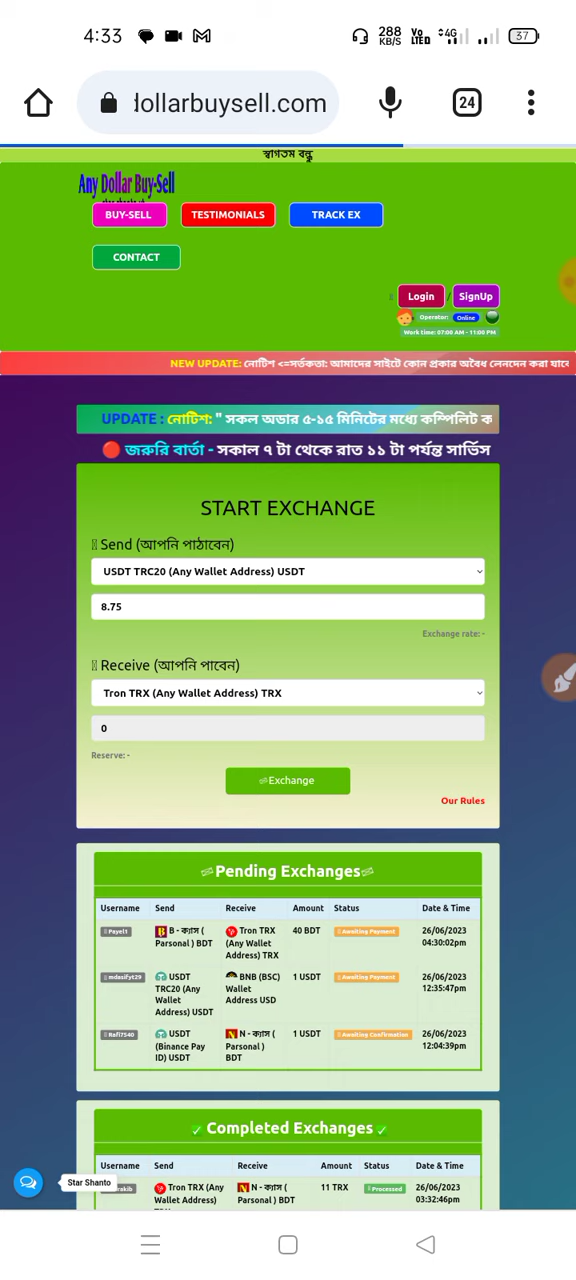 4:33
288 KB/S
Vo LTE
4G
37
dollarbuysell.com
24
স্বাগতম বন্ধু
Any Dollar Buy-Sell
BUY-SELL
TESTIMONIALS
TRACK EX
CONTACT
Login / SignUp
Operator: Online
Work time: 07:00 AM - 11:00 PM
NEW UPDATE: নোটিশ <=সর্তকতা: আমাদের সাইটে কোন প্রকার অবৈধ লেনদেন করা যাবে
UPDATE : নোটিশ: " সকল অডার ৫-১৫ মিনিটের মধ্যে কম্পিলিট ক
জরুরি বার্তা - সকাল ৭ টা থেকে রাত ১১ টা পর্যন্ত সার্ভিস
START EXCHANGE
Send (আপনি পাঠাবেন)
USDT TRC20 (Any Wallet Address) USDT
8.75
Exchange rate: -
Receive (আপনি পাবেন)
Tron TRX (Any Wallet Address) TRX
0
Reserve: -
Exchange
Our Rules
Pending Exchanges
Username Send Receive Amount Status Date & Time
Payel1 B - ক্যাস ( Tron TRX 40 BDT Awaiting Payment 26/06/2023
Parsonal ) BDT (Any Wallet 04:30:02pm
Address) TRX
mdasifyt29 USDT BNB (BSC) 1 USDT Awaiting Payment 26/06/2023
TRC20 (Any Wallet 12:35:47pm
Wallet Address USD
Address) USDT
Rafi7540 USDT N - ক্যাস ( 1 USDT Awaiting Confirmation 26/06/2023
(Binance Pay Parsonal ) 12:04:39pm
ID) USDT BDT
Completed Exchanges
Username Send Receive Amount Status Date & Time
Tron TRX (Any N - ক্যাস ( 11 TRX Processed 26/06/2023
Wallet Address) Parsonal ) BDT 03:32:46pm
Star Shanto